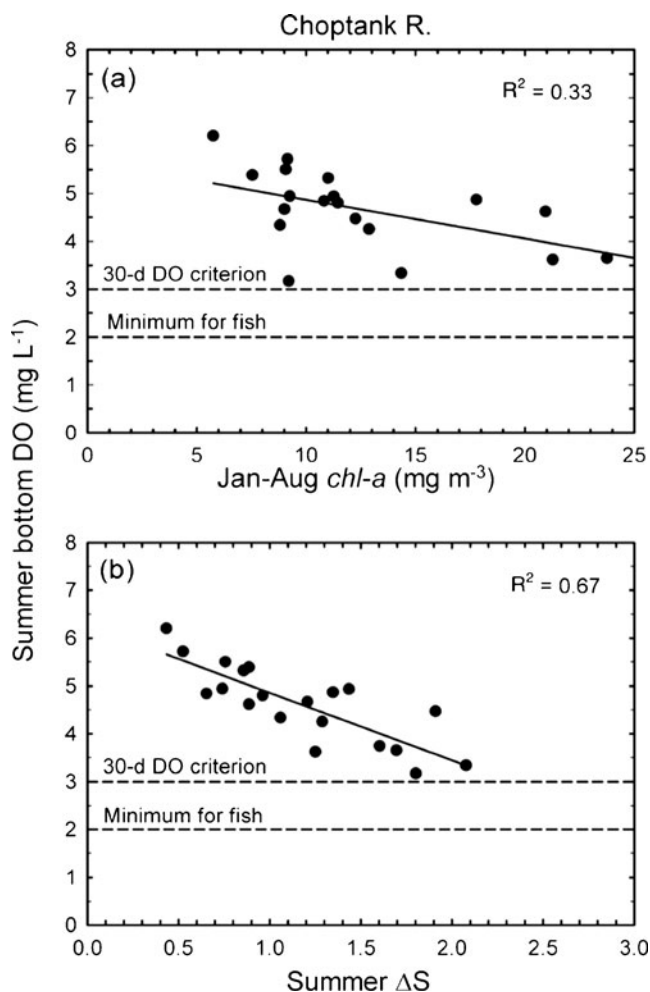 Choptank R.
(a)
R² = 0.33
30-d DO criterion
Minimum for fish
8
7
6
5
4
3
2
1
0
0 5 10 15 20 25
Jan-Aug chl-a (mg m⁻³)
Summer bottom DO (mg L⁻¹)
(b)
R² = 0.67
30-d DO criterion
Minimum for fish
8
7
6
5
4
3
2
1
0
0.0 0.5 1.0 1.5 2.0 2.5 3.0
Summer ΔS